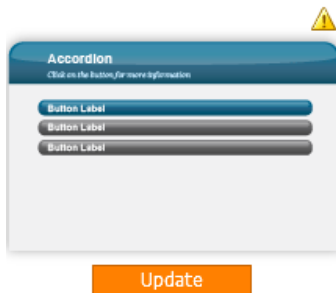 Accordion
Click on the button for more information
Button Label
Button Label
Button Label
Update